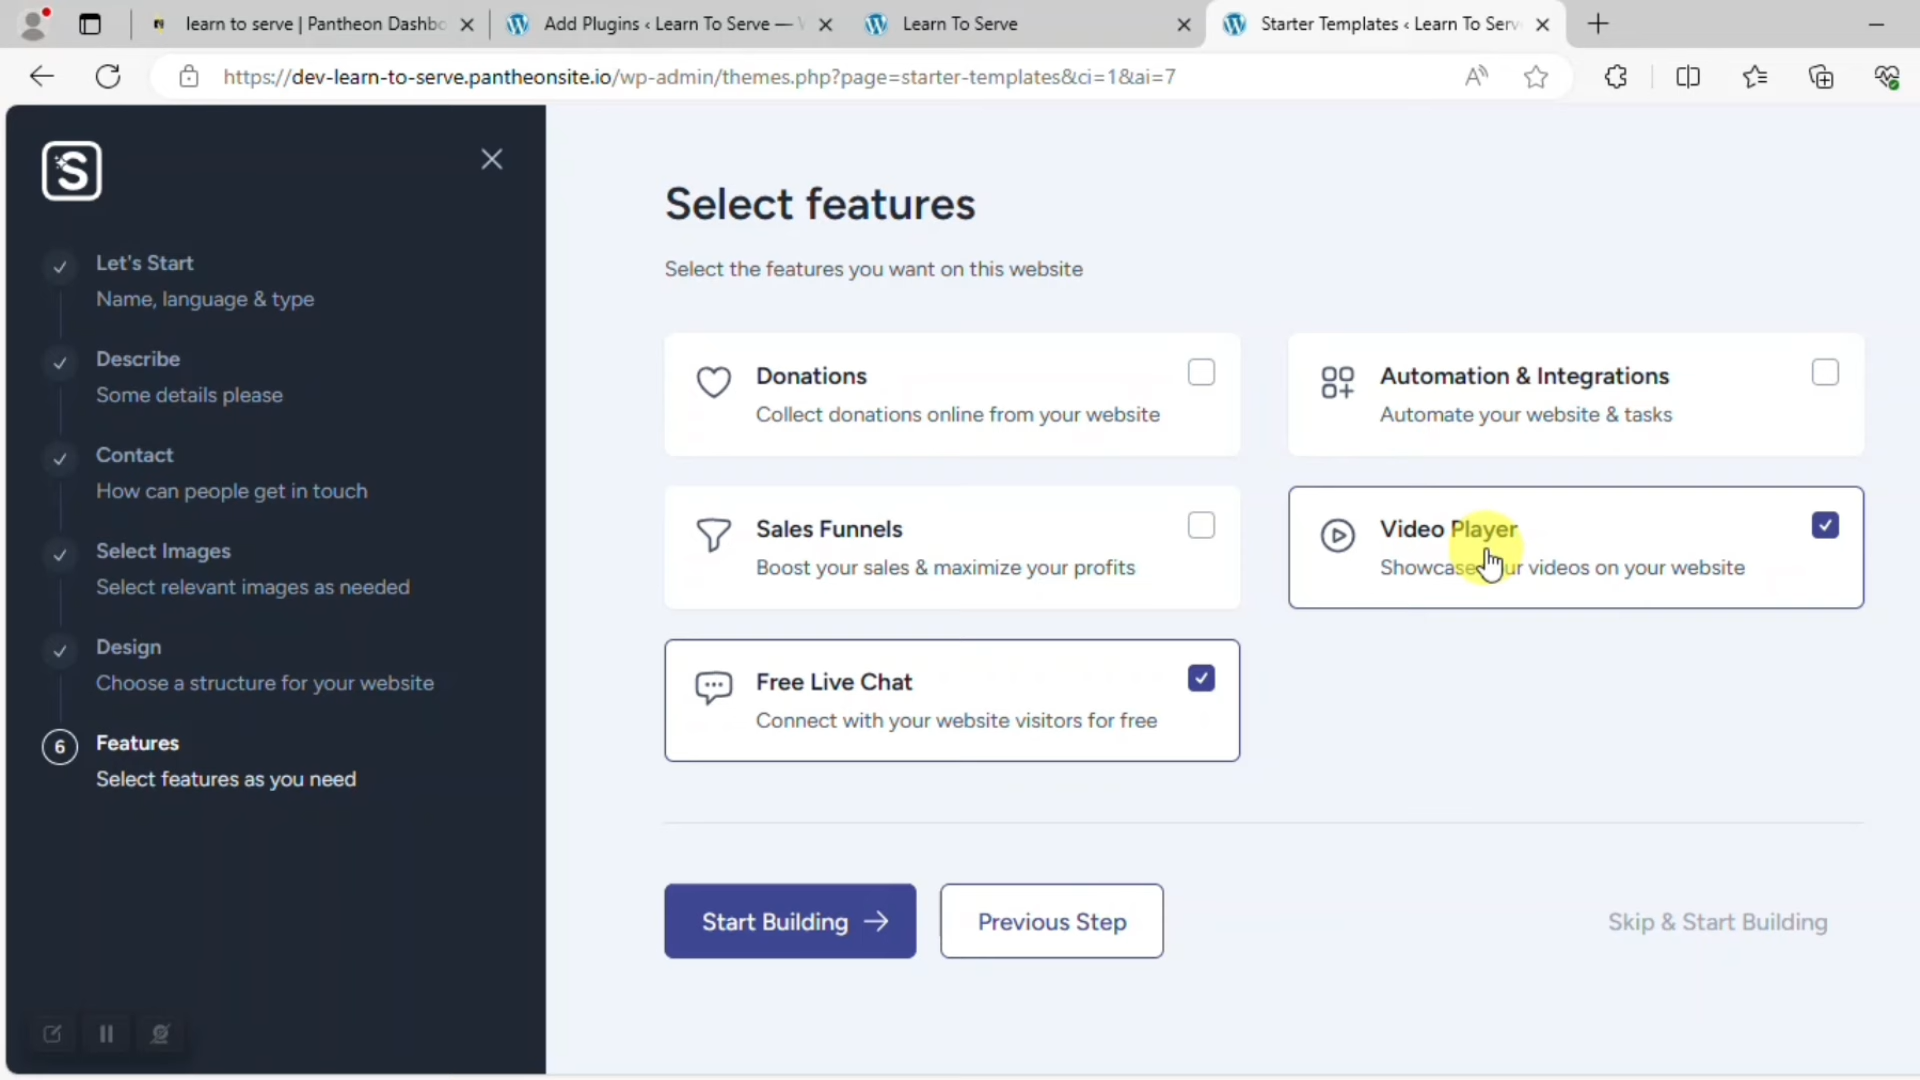 learn to serve | Pantheon Dashbo
Add Plugins ‹ Learn To Serve —
Learn To Serve
Starter Templates ‹ Learn To Serv
https://dev-learn-to-serve.pantheonsite.io/wp-admin/themes.php?page=starter-templates&ci=1&ai=7
Let's Start
Name, language & type
Describe
Some details please
Contact
How can people get in touch
Select Images
Select relevant images as needed
Design
Choose a structure for your website
6
Features
Select features as you need
Select features
Select the features you want on this website
Donations
Collect donations online from your website
Automation & Integrations
Automate your website & tasks
Sales Funnels
Boost your sales & maximize your profits
Video Player
Showcase your videos on your website
Free Live Chat
Connect with your website visitors for free
Start Building
Previous Step
Skip & Start Building